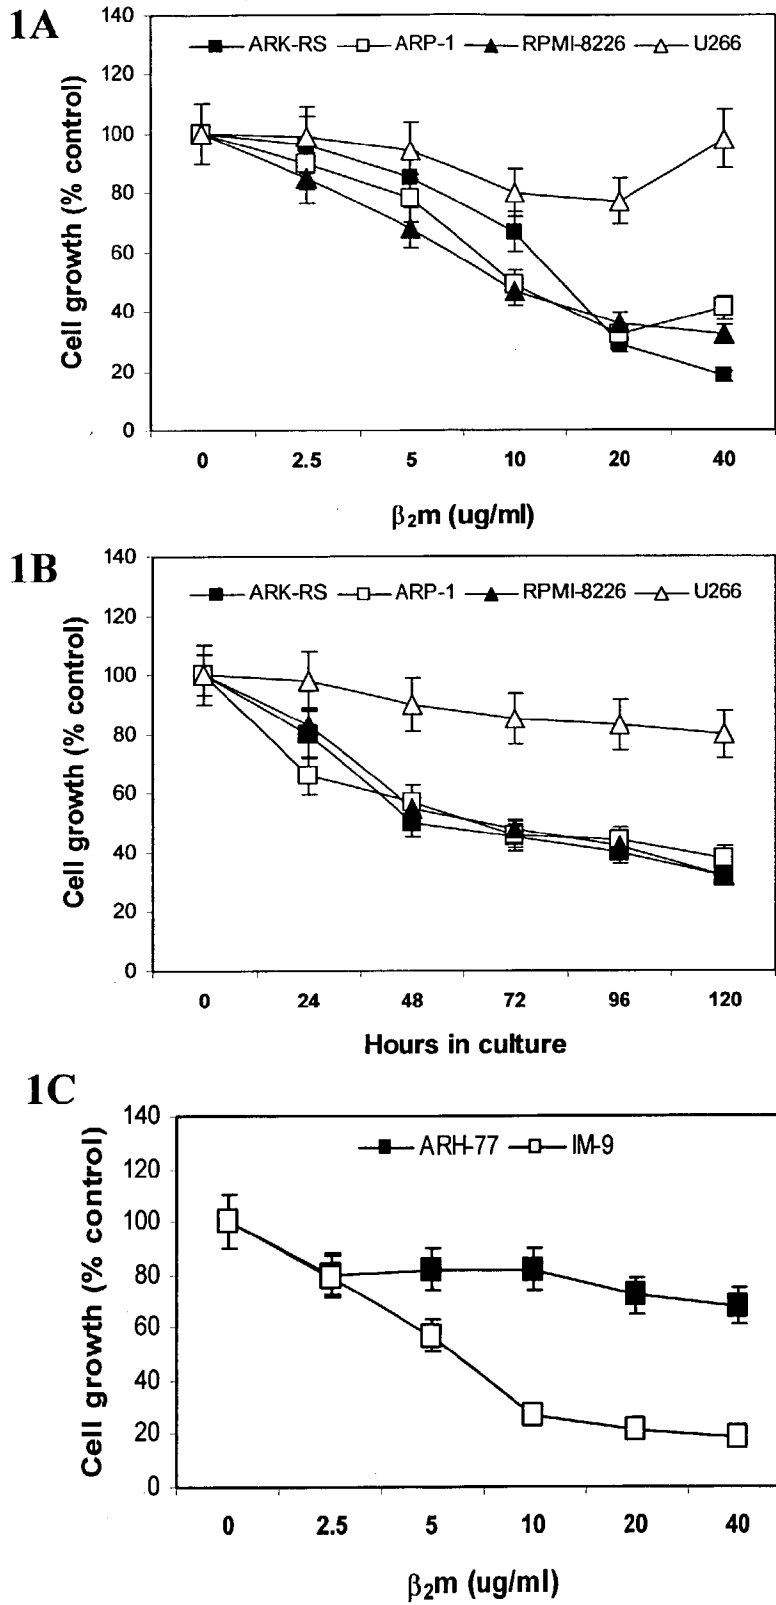 1A
140
ARK-RS ARP-1 RPMI-8226 U266
120
100
80
60
40
20
0
Cell growth (% control)
0 2.5 5 10 20 40
β₂m (ug/ml)
1B
140
ARK-RS ARP-1 RPMI-8226 U266
120
100
80
60
40
20
0
Cell growth (% control)
0 24 48 72 96 120
Hours in culture
1C
140
ARH-77 IM-9
120
100
80
60
40
20
0
Cell growth (% control)
0 2.5 5 10 20 40
β₂m (ug/ml)